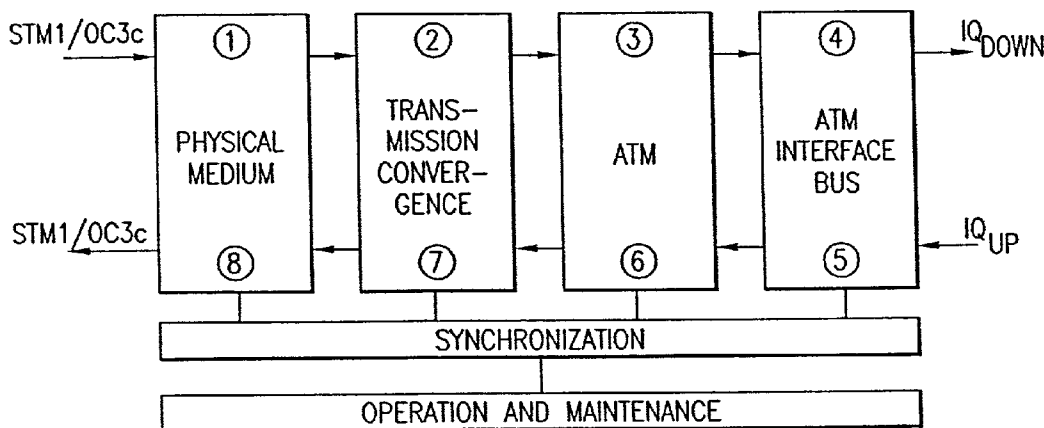 STM1/OC3c
1
2
3
4
IQDOWN
PHYSICAL
MEDIUM
TRANS-
MISSION
CONVER-
GENCE
ATM
ATM
INTERFACE
BUS
STM1/OC3c
8
7
6
5
IQUP
SYNCHRONIZATION
OPERATION AND MAINTENANCE